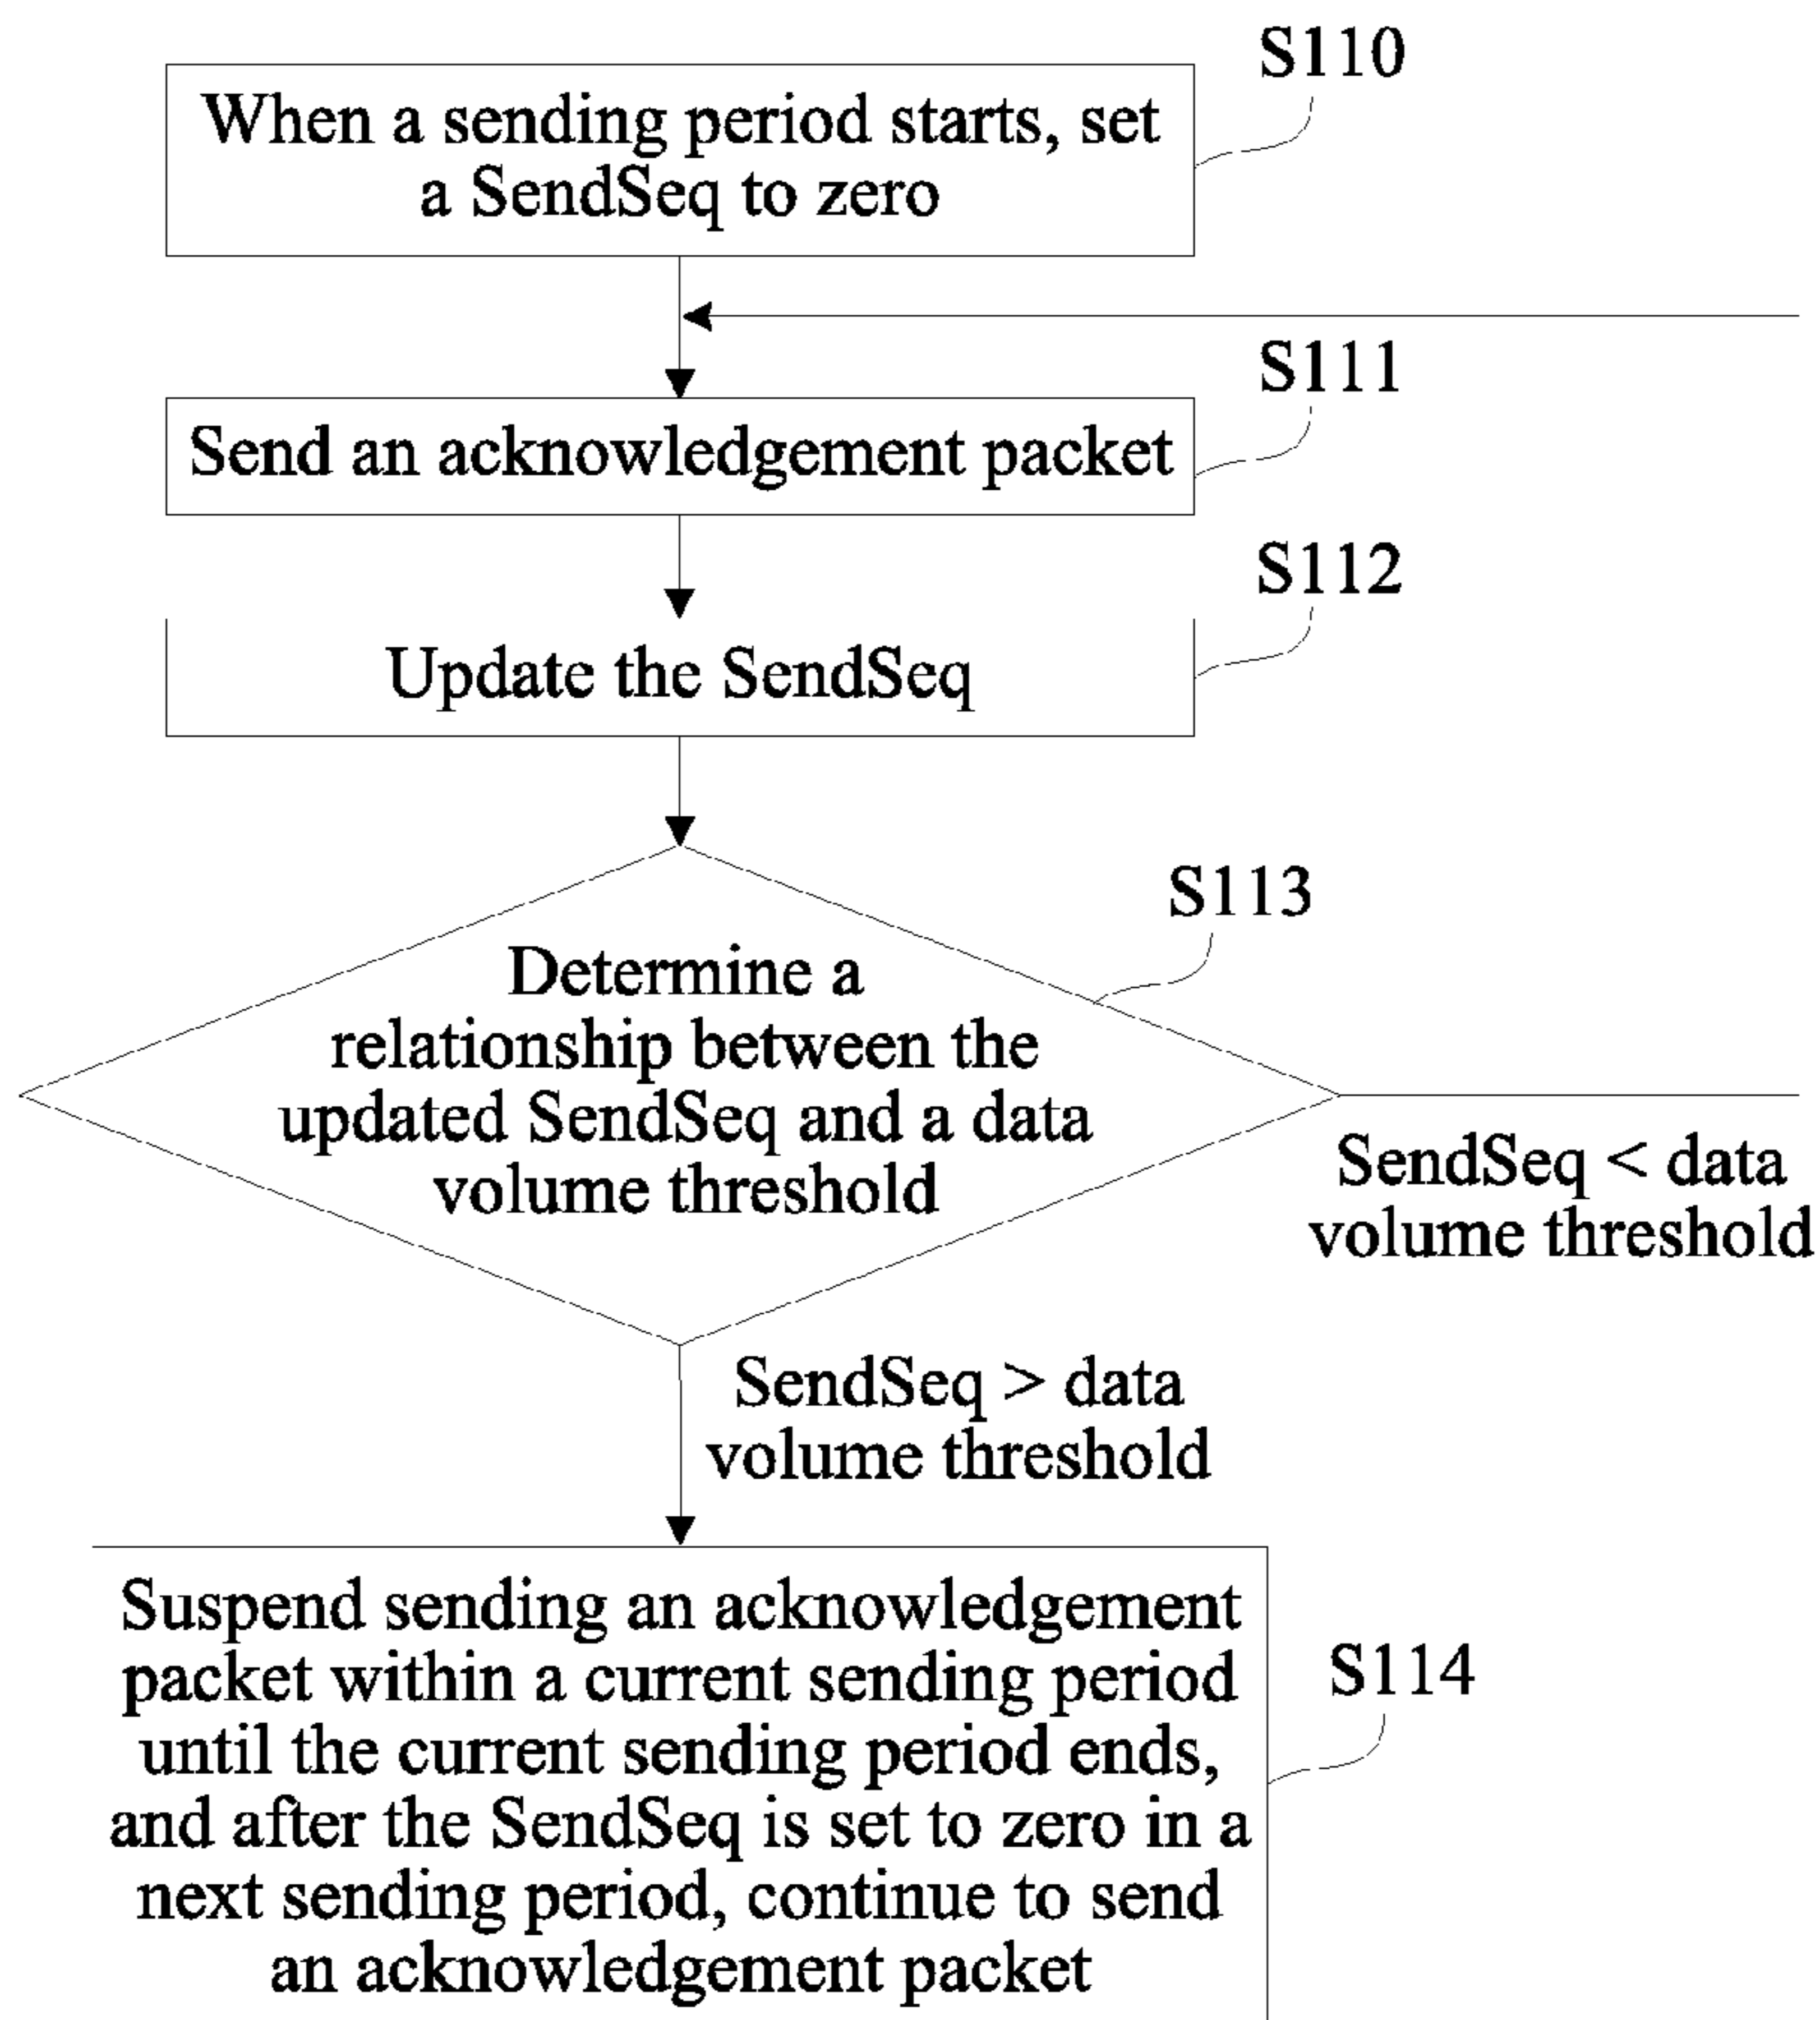 S110
When a sending period starts, set
a SendSeq to zero
S111
Send an acknowledgement packet
S112
Update the SendSeq
S113
Determine a
relationship between the
updated SendSeq and a data
volume threshold
SendSeq < data
volume threshold
SendSeq > data
volume threshold
Suspend sending an acknowledgement
packet within a current sending period
until the current sending period ends,
and after the SendSeq is set to zero in a
next sending period, continue to send
an acknowledgement packet
S114